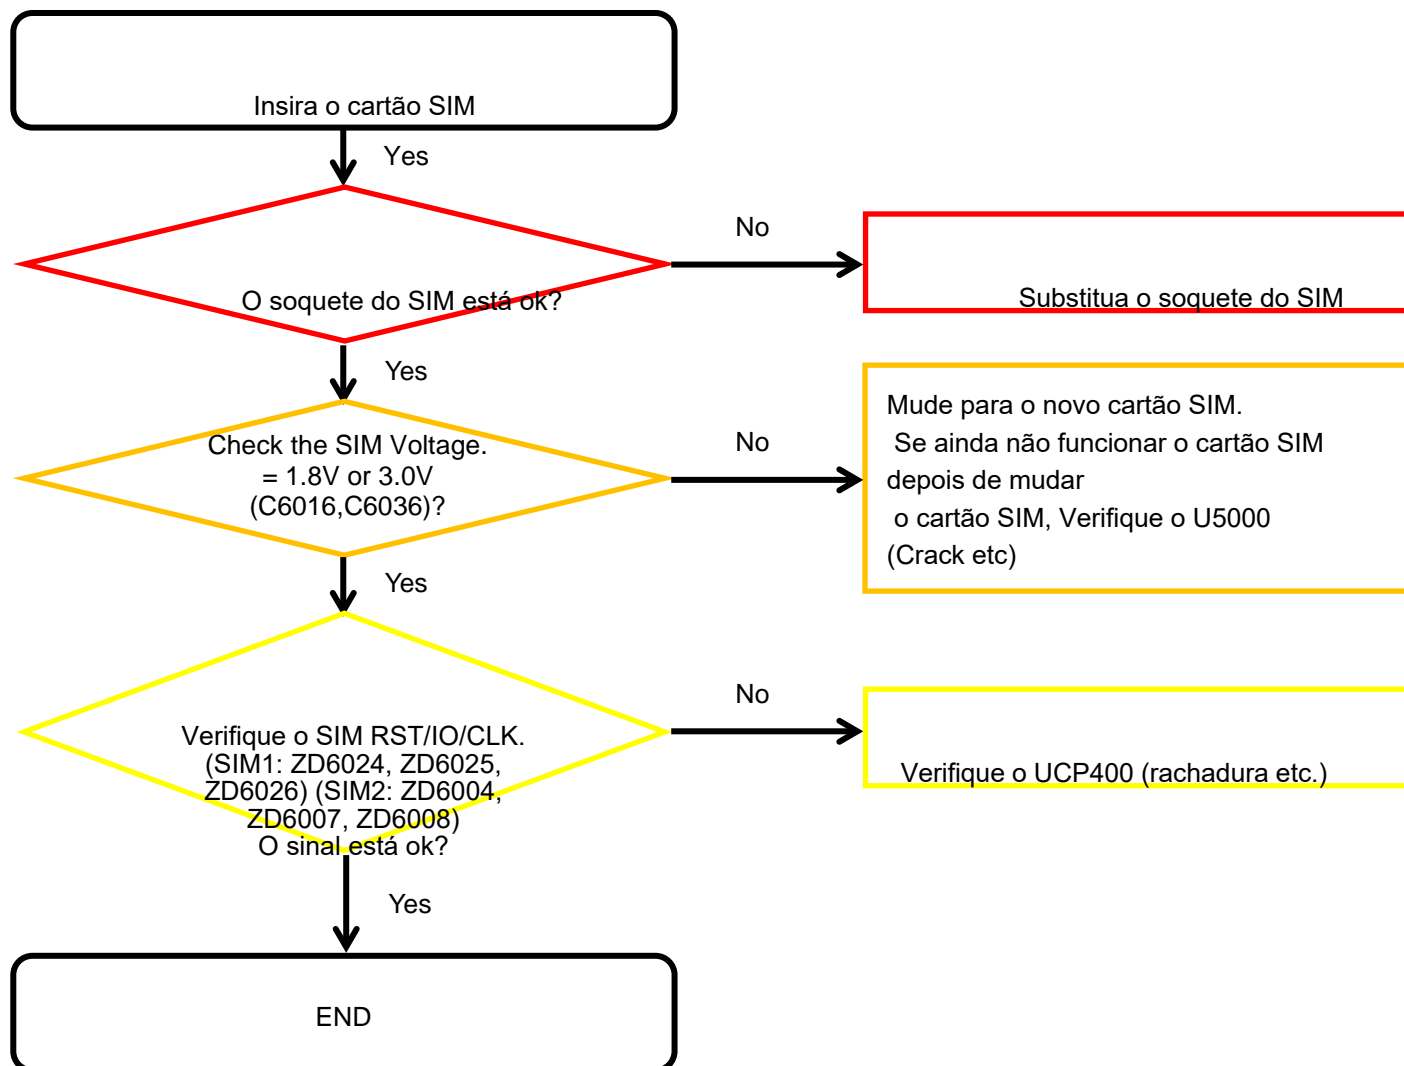 Insira o cartão SIM
Yes
O soquete do SIM está ok?
No
Substitua o soquete do SIM
Yes
Check the SIM Voltage.
= 1.8V or 3.0V
(C6016,C6036)?
No
Mude para o novo cartão SIM.
Se ainda não funcionar o cartão SIM
depois de mudar
o cartão SIM, Verifique o U5000
(Crack etc)
Yes
Verifique o SIM RST/IO/CLK.
(SIM1: ZD6024, ZD6025,
ZD6026) (SIM2: ZD6004,
ZD6007, ZD6008)
O sinal está ok?
No
Verifique o UCP400 (rachadura etc.)
Yes
END